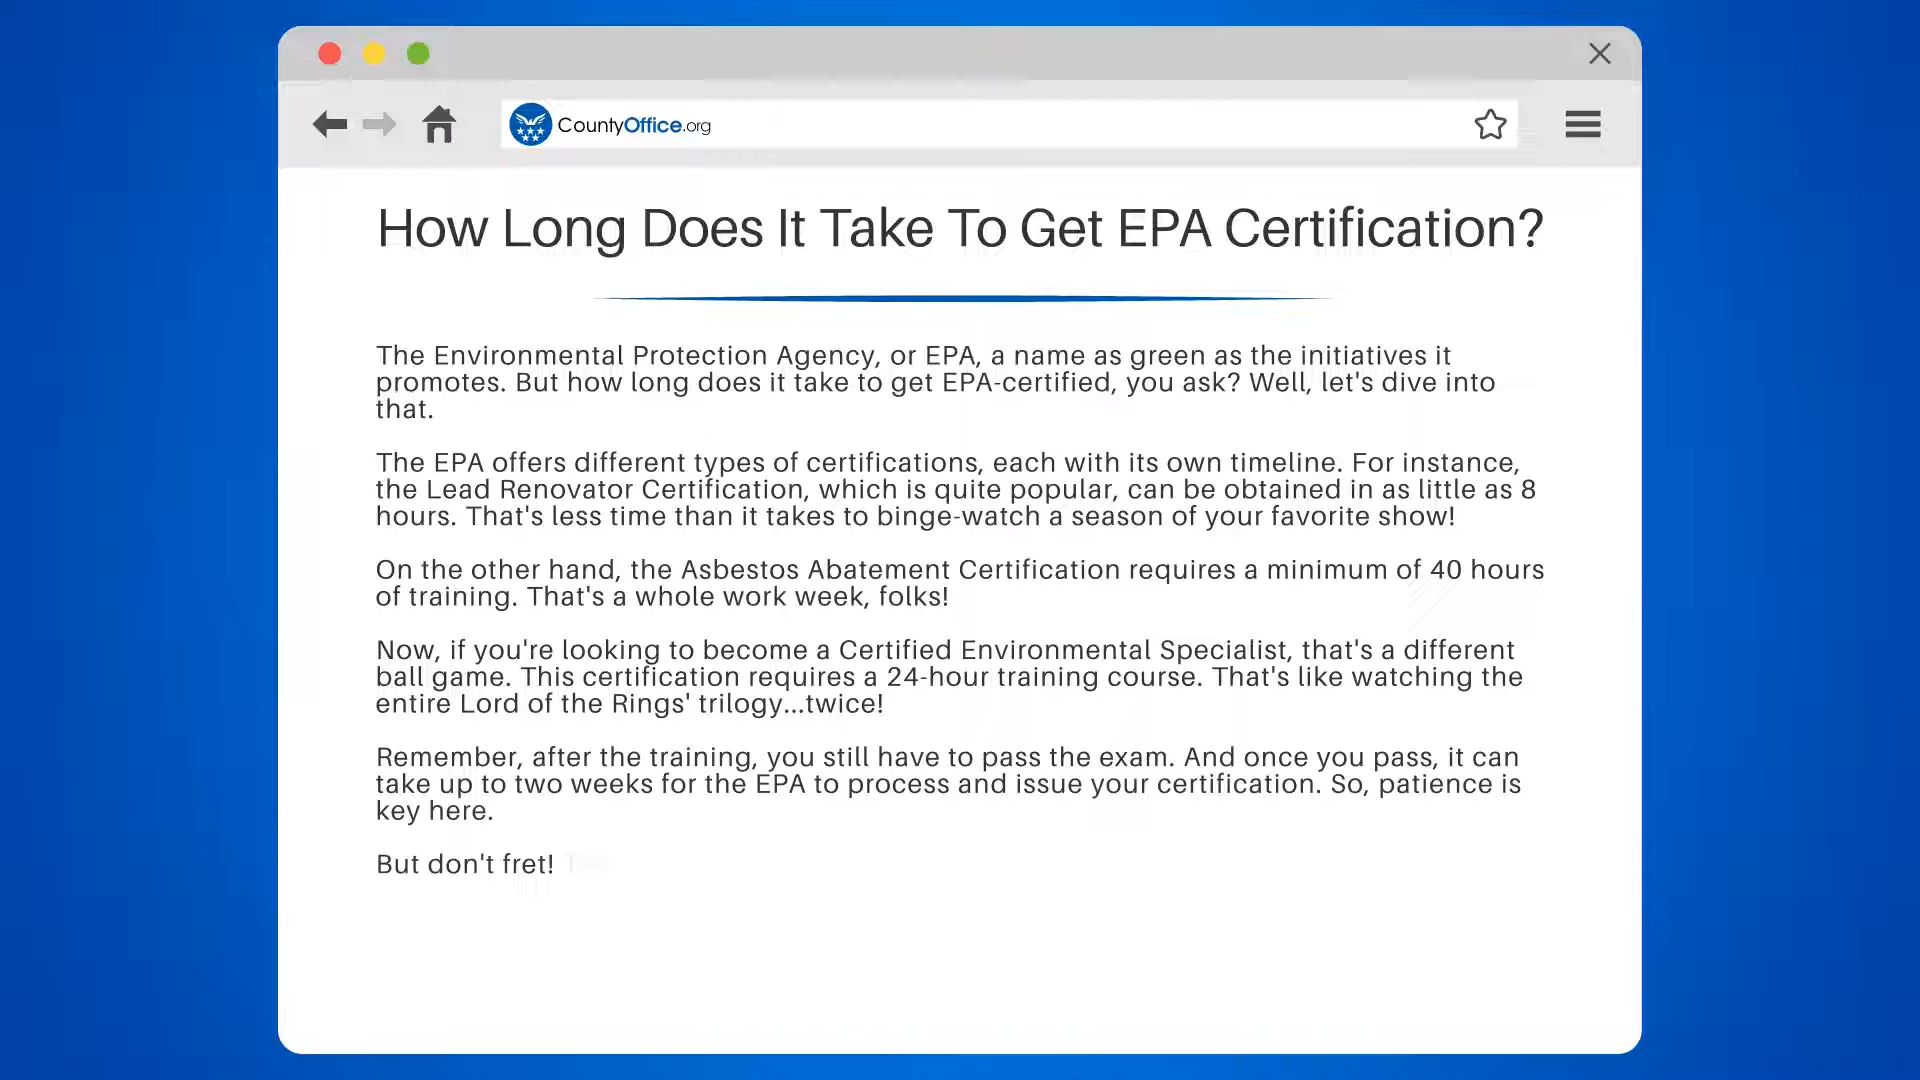 CountyOffice.org
How Long Does It Take To Get EPA Certification?
The Environmental Protection Agency, or EPA, a name as green as the initiatives it
promotes. But how long does it take to get EPA-certified, you ask? Well, let's dive into
that.
The EPA offers different types of certifications, each with its own timeline. For instance,
the Lead Renovator Certification, which is quite popular, can be obtained in as little as 8
hours. That's less time than it takes to binge-watch a season of your favorite show!
On the other hand, the Asbestos Abatement Certification requires a minimum of 40 hours
of training. That's a whole work week, folks!
Now, if you're looking to become a Certified Environmental Specialist, that's a different
ball game. This certification requires a 24-hour training course. That's like watching the
entire Lord of the Rings' trilogy...twice!
Remember, after the training, you still have to pass the exam. And once you pass, it can
take up to two weeks for the EPA to process and issue your certification. So, patience is
key here.
But don't fret!